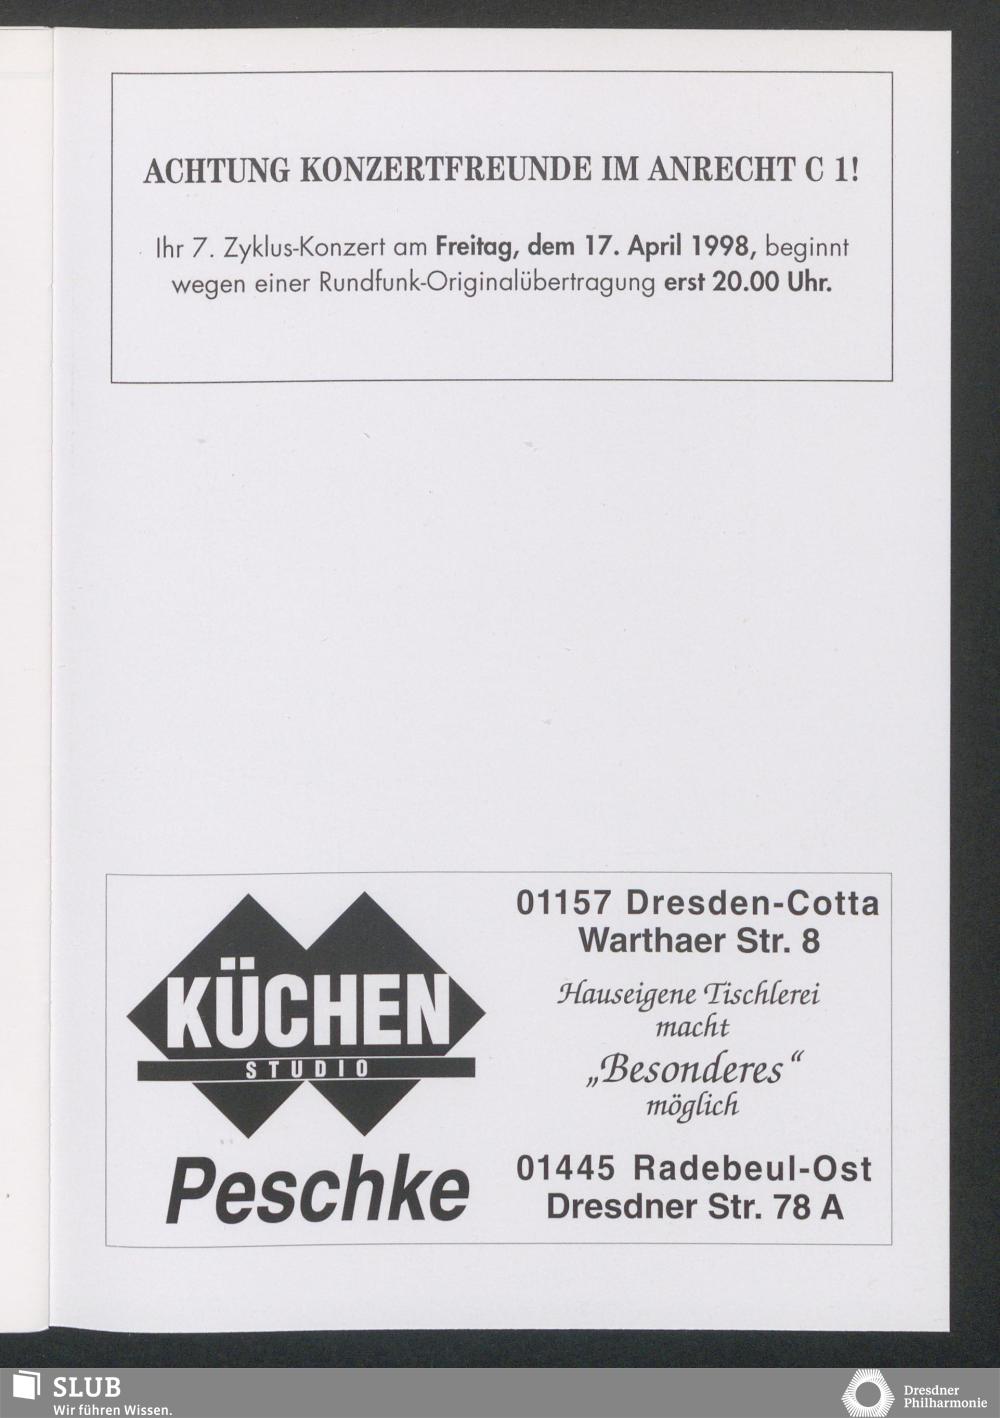 ACHTUNG KONZERTFREUNDE IM ANRECHT C 1!
Ihr 7. Zyklus-Konzert am Freitag, dem 17. April 1998, beginnt
wegen einer Rundfunk-Originalübertragung erst 20.00 Uhr.
KÜCHEN
STUDIO
Peschke
01157 Dresden-Cotta
Warthaer Str. 8
Hauseigene Tischlerei
macht
„Besonderes“
möglich
01445 Radebeul-Ost
Dresdner Str. 78 A
SLUB
Wir führen Wissen.
Dresdner
Philharmonie